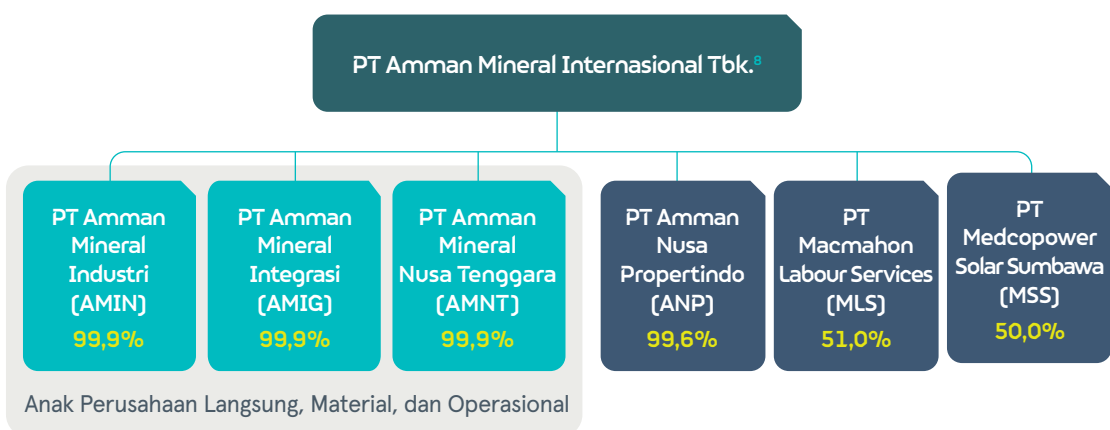 PT Amman Mineral Internasional Tbk.⁸
PT Amman
Mineral
Industri
(AMIN)
99,9%
PT Amman
Mineral
Integrasi
(AMIG)
99,9%
PT Amman
Mineral
Nusa Tenggara
(AMNT)
99,9%
PT Amman
Nusa
Propertindo
(ANP)
99,6%
PT
Macmahon
Labour Services
(MLS)
51,0%
PT
Medcopower
Solar Sumbawa
(MSS)
50,0%
Anak Perusahaan Langsung, Material, dan Operasional